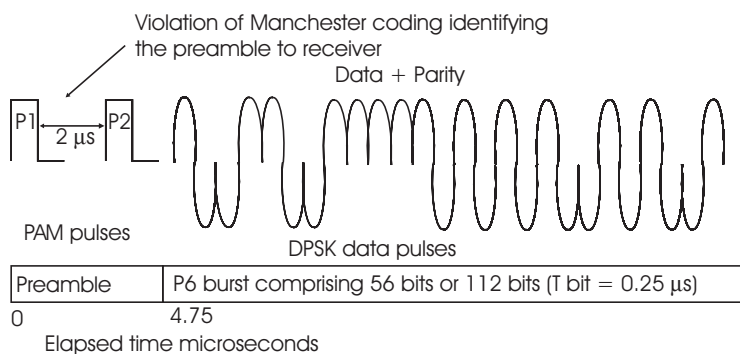 Violation of Manchester coding identifying
the preamble to receiver
Data + Parity
P1
2 μs
P2
PAM pulses
DPSK data pulses
Preamble
P6 burst comprising 56 bits or 112 bits (T bit = 0.25 μs)
0
4.75
Elapsed time microseconds